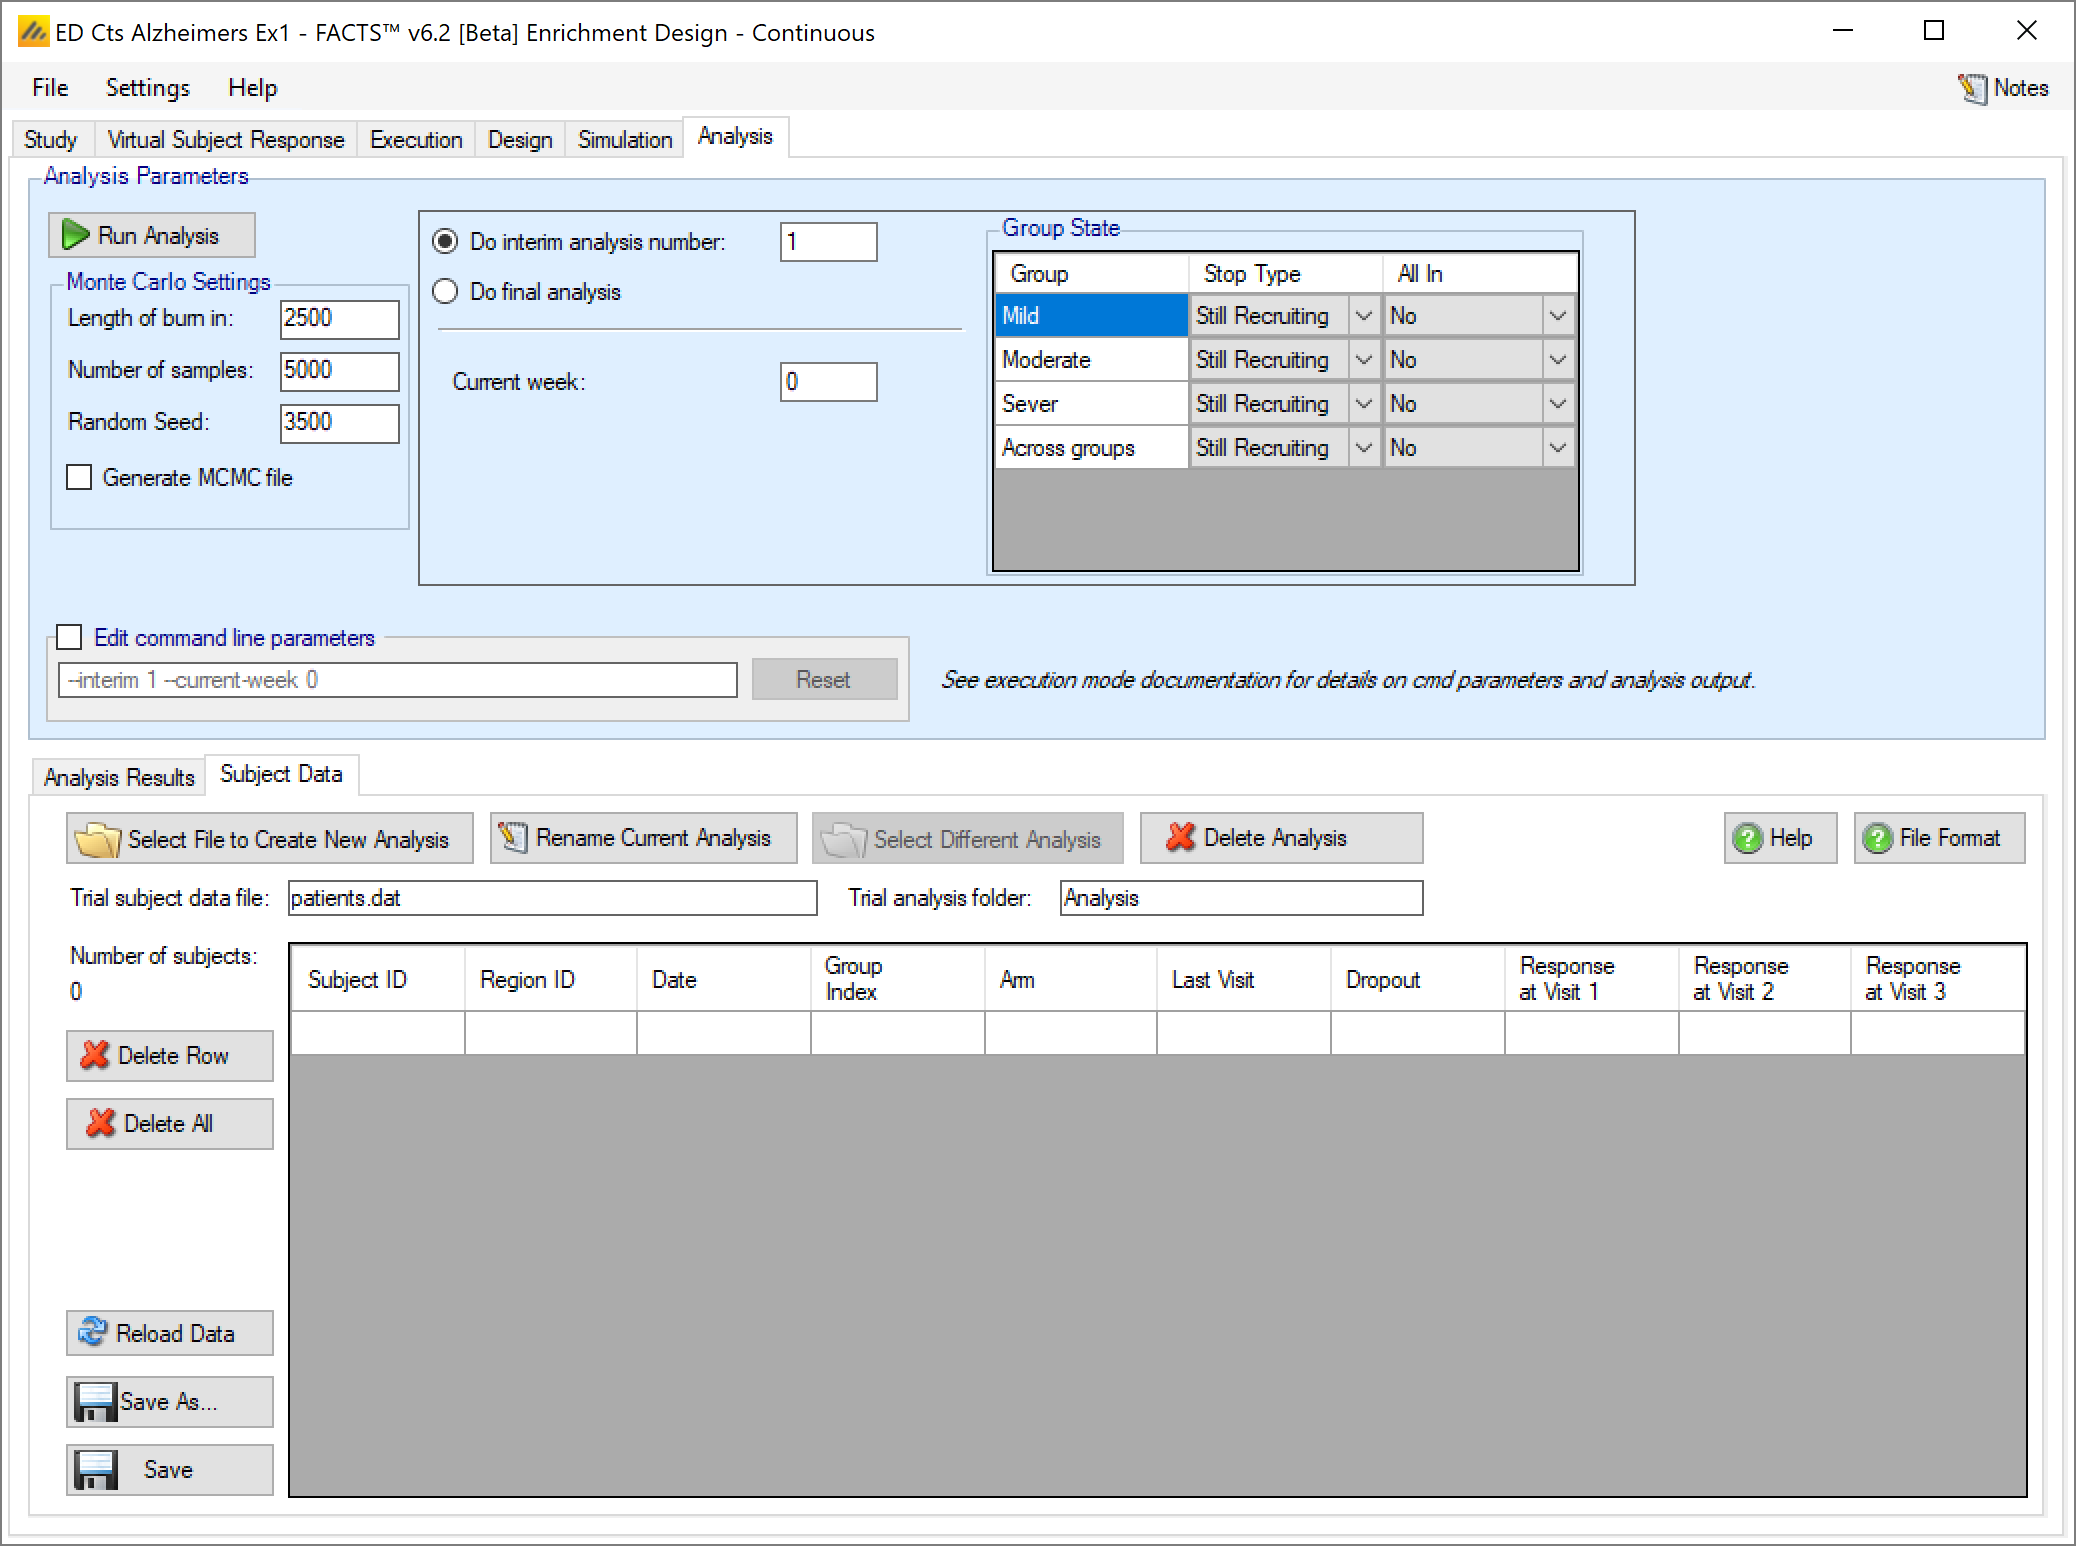 ED Cts Alzheimers Ex1 - FACTS™ v6.2 [Beta] Enrichment Design - Continuous
File Settings Help Notes
Study Virtual Subject Response Execution Design Simulation Analysis
Analysis Parameters
Run Analysis
Monte Carlo Settings
Length of burn in: 2500
Number of samples: 5000
Random Seed: 3500
Generate MCMC file
Do interim analysis number: 1
Do final analysis
Current week: 0
Group State
Group Stop Type All In
Mild Still Recruiting No
Moderate Still Recruiting No
Sever Still Recruiting No
Across groups Still Recruiting No
Edit command line parameters
--interim 1 --current-week 0 Reset
See execution mode documentation for details on cmd parameters and analysis output.
Analysis Results Subject Data
Select File to Create New Analysis Rename Current Analysis Select Different Analysis Delete Analysis Help File Format
Trial subject data file: patients.dat Trial analysis folder: Analysis
Number of subjects:
0
Subject ID Region ID Date Group Index Arm Last Visit Dropout Response at Visit 1 Response at Visit 2 Response at Visit 3
Delete Row
Delete All
Reload Data
Save As...
Save